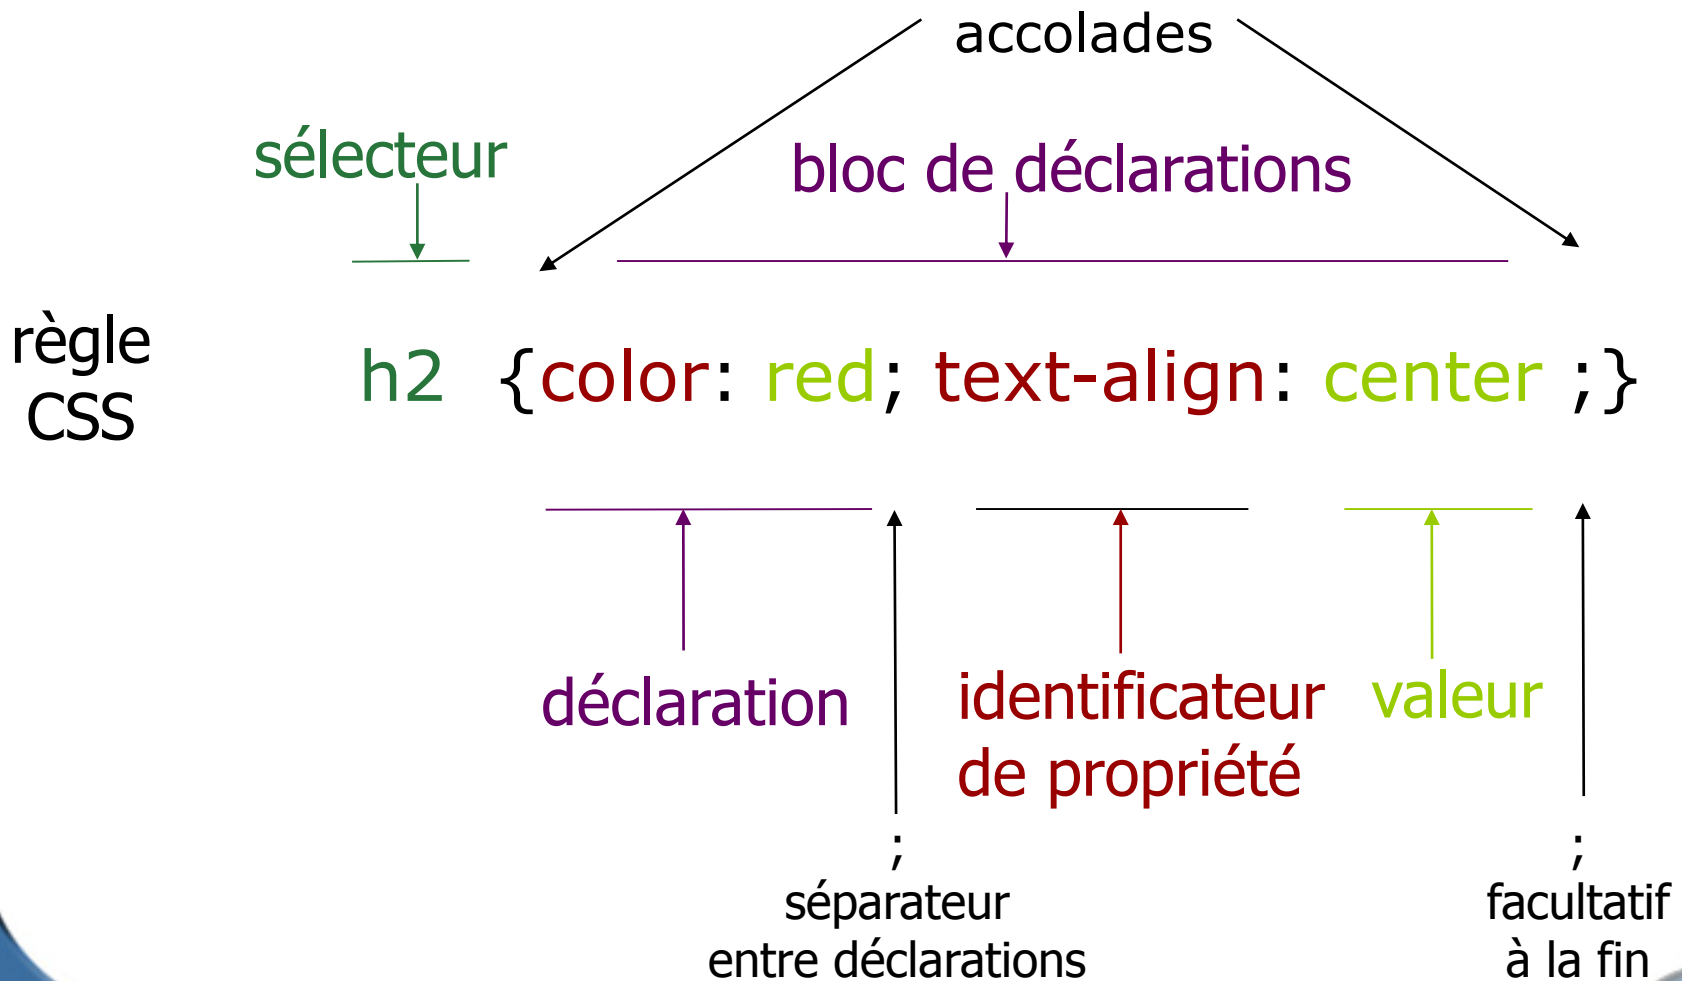 accolades
sélecteur
bloc de déclarations
règle
CSS
h2 {color: red; text-align: center ;}
déclaration
identificateur
de propriété
valeur
;
séparateur
entre déclarations
;
facultatif
à la fin